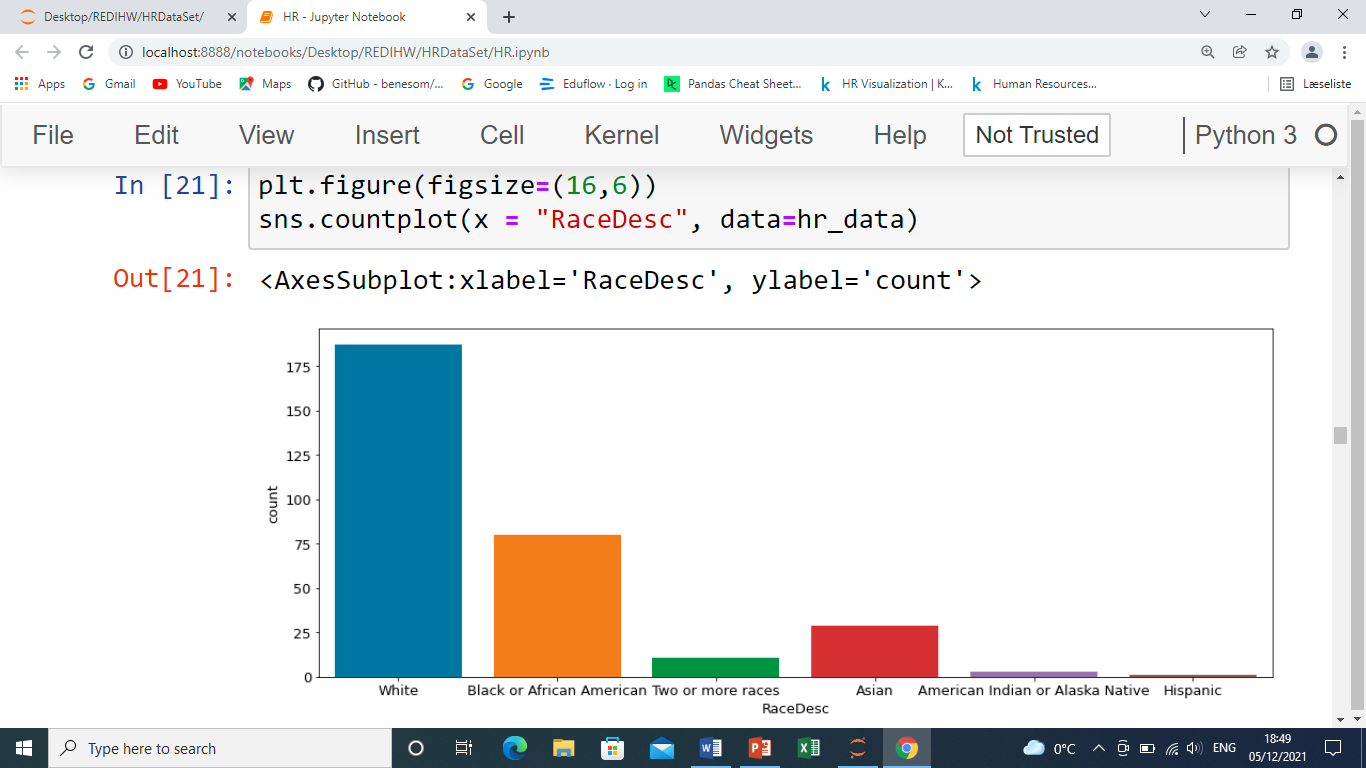 Desktop/REDIHW/HRDataSet/
HR - Jupyter Notebook
localhost:8888/notebooks/Desktop/REDIHW/HRDataSet/HR.ipynb
Apps Gmail YouTube Maps GitHub - benesom/... Google Eduflow · Log in Pandas Cheat Sheet... HR Visualization | K... Human Resources... Læseliste
File Edit View Insert Cell Kernel Widgets Help Not Trusted Python 3
In [21]: plt.figure(figsize=(16,6))
sns.countplot(x = "RaceDesc", data=hr_data)
Out[21]: <AxesSubplot:xlabel='RaceDesc', ylabel='count'>
175
150
125
100
75
50
25
0
count
White Black or African American Two or more races Asian American Indian or Alaska Native Hispanic
RaceDesc
Type here to search
0°C
ENG
18:49
05/12/2021